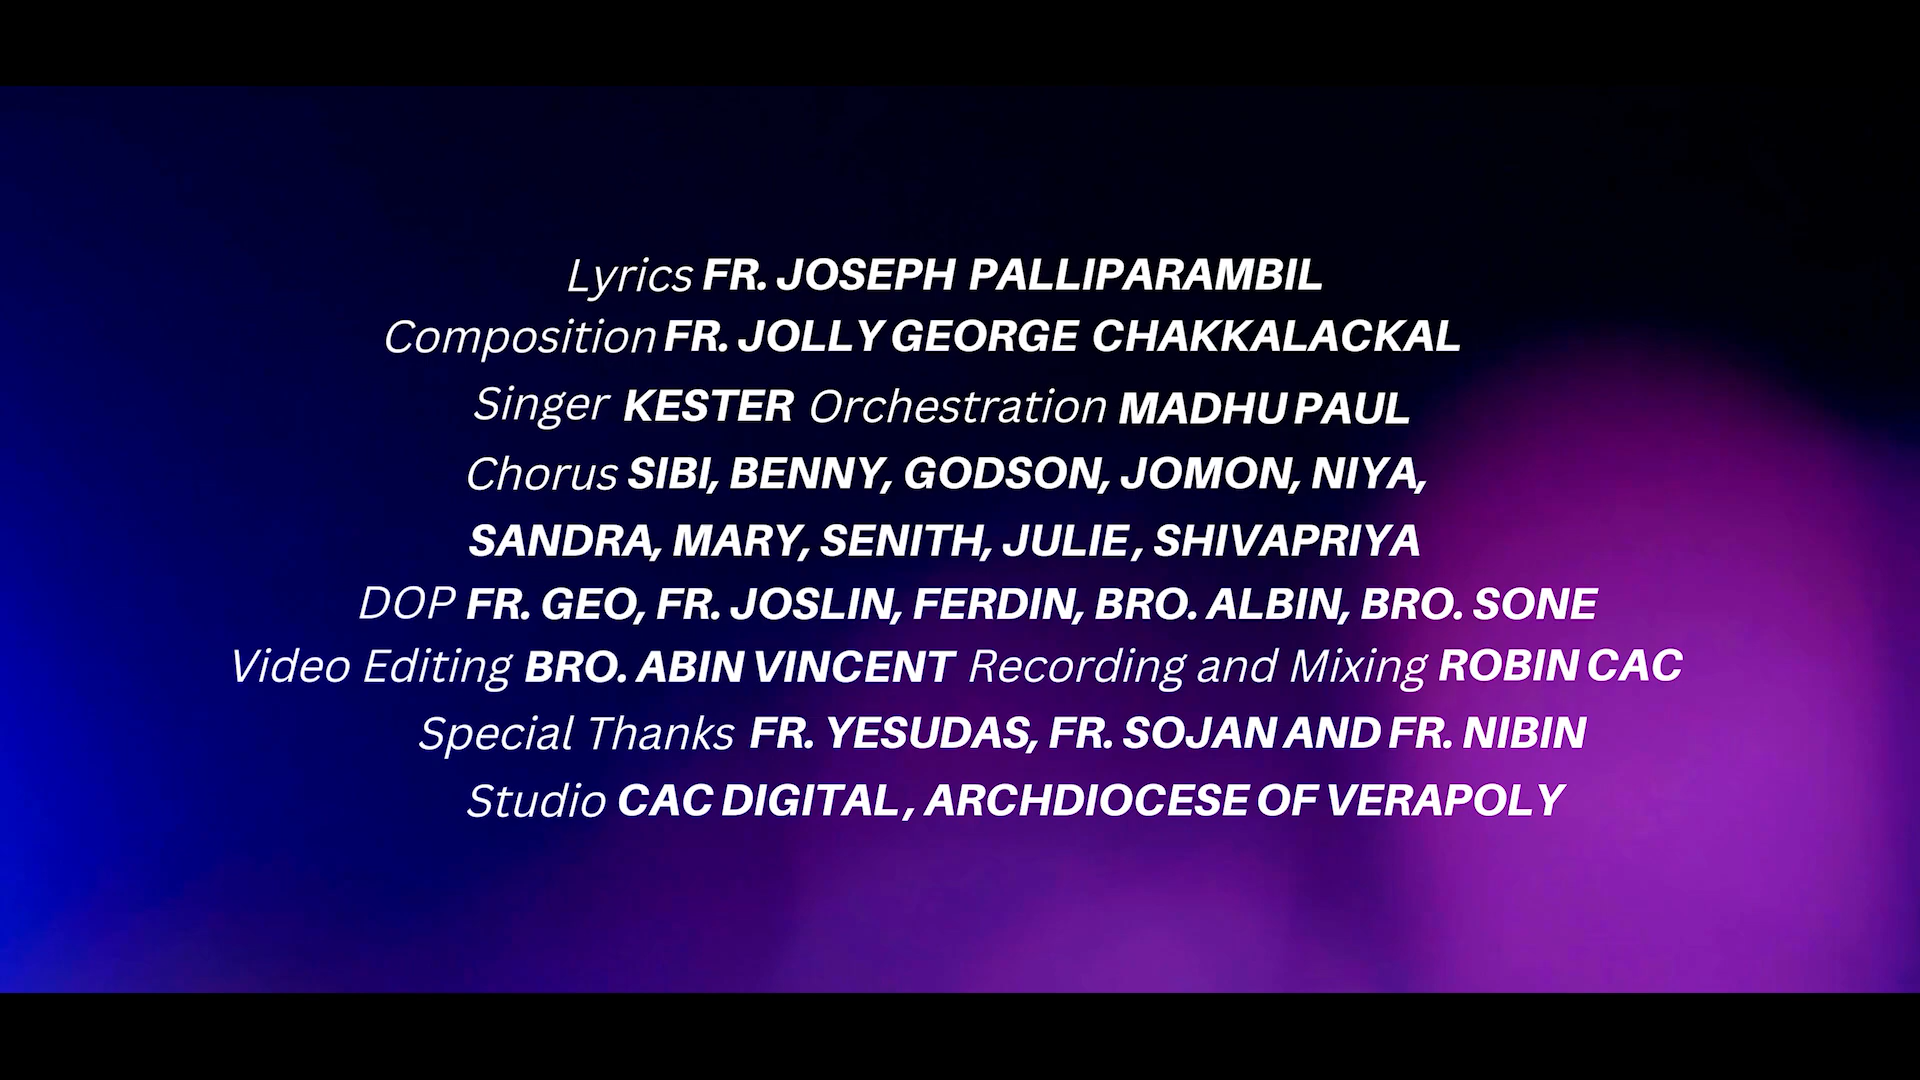 Lyrics FR. JOSEPH PALLIPARAMBIL
Composition FR. JOLLY GEORGE CHAKKALACKAL
Singer KESTER Orchestration MADHU PAUL
Chorus SIBI, BENNY, GODSON, JOMON, NIYA,
SANDRA, MARY, SENITH, JULIE, SHIVAPRIYA
DOP FR. GEO, FR. JOSLIN, FERDIN, BRO. ALBIN, BRO. SONE
Video Editing BRO. ABIN VINCENT Recording and Mixing ROBIN CAC
Special Thanks FR. YESUDAS, FR. SOJAN AND FR. NIBIN
Studio CAC DIGITAL, ARCHDIOCESE OF VERAPOLY